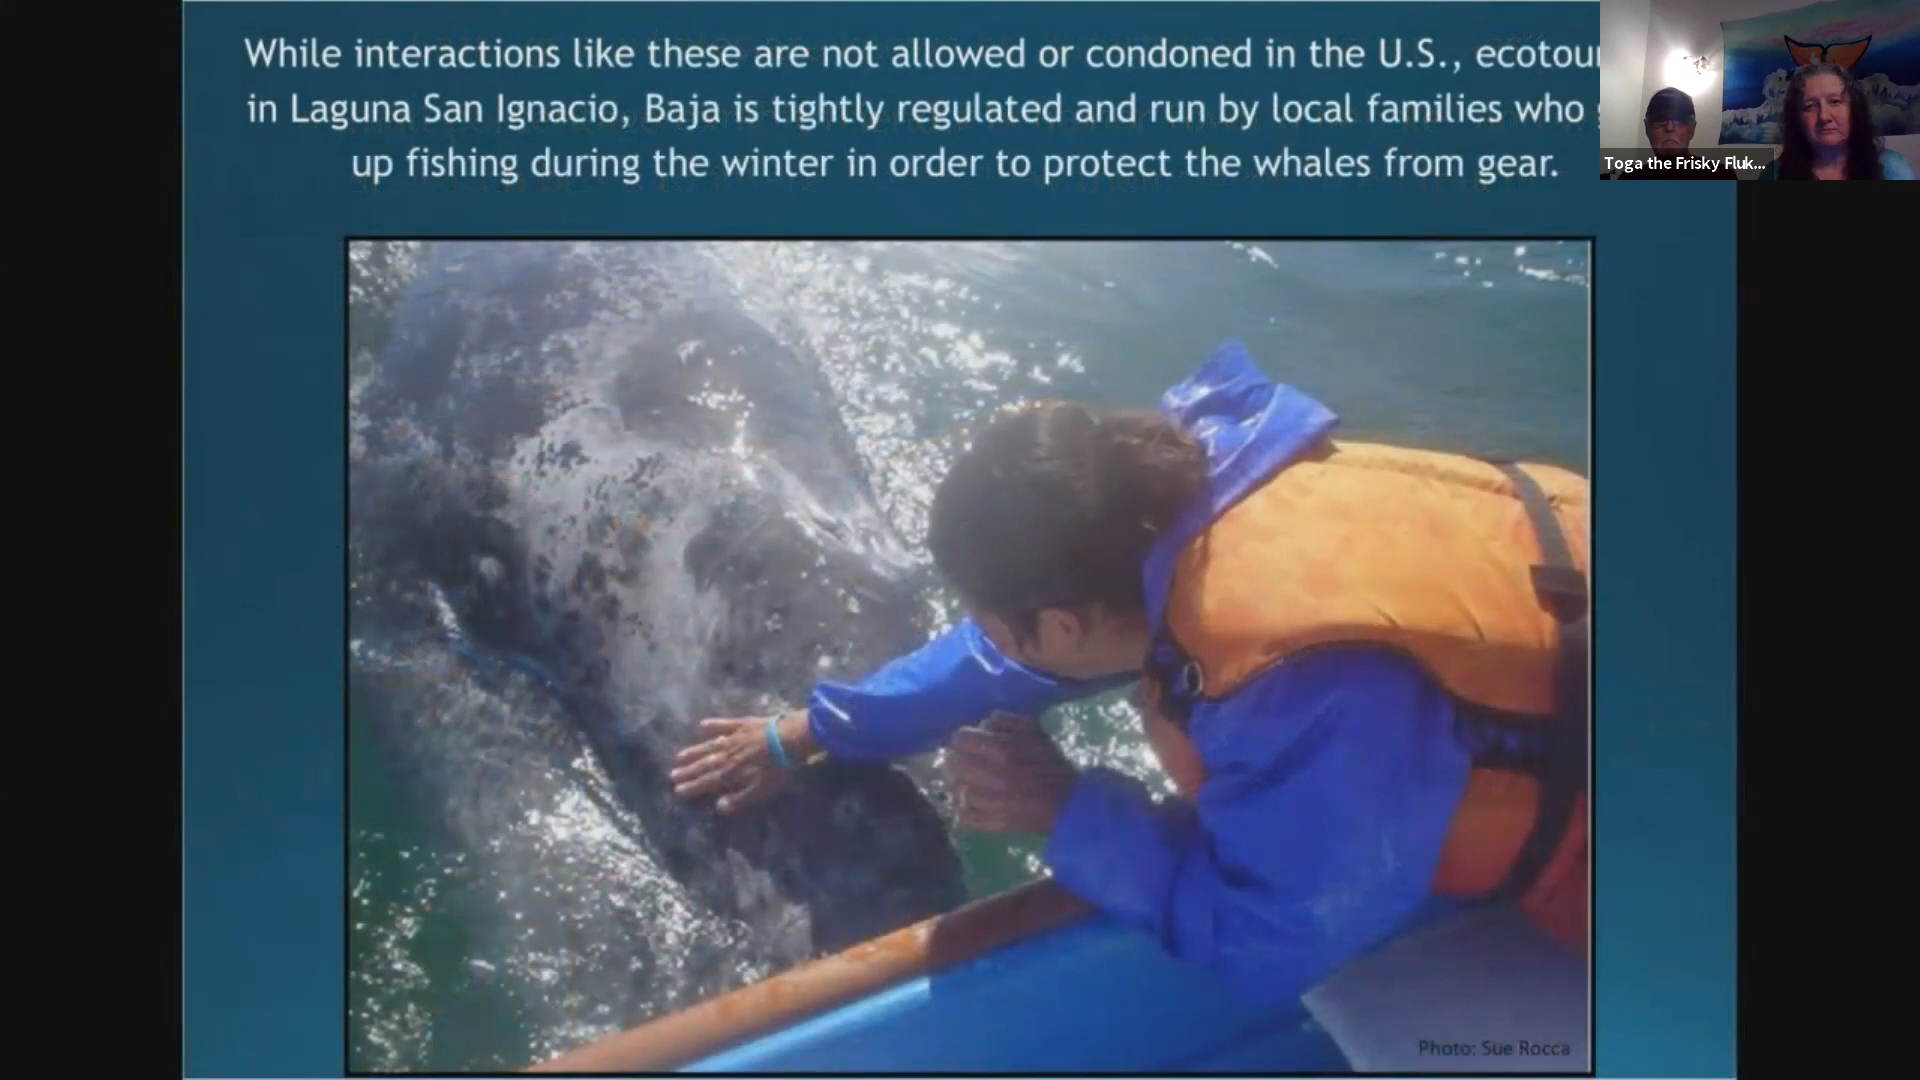 While interactions like these are not allowed or condoned in the U.S., ecotou
in Laguna San Ignacio, Baja is tightly regulated and run by local families who
up fishing during the winter in order to protect the whales from gear.
Toga the Frisky Fluk...
Photo: Sue Rocca